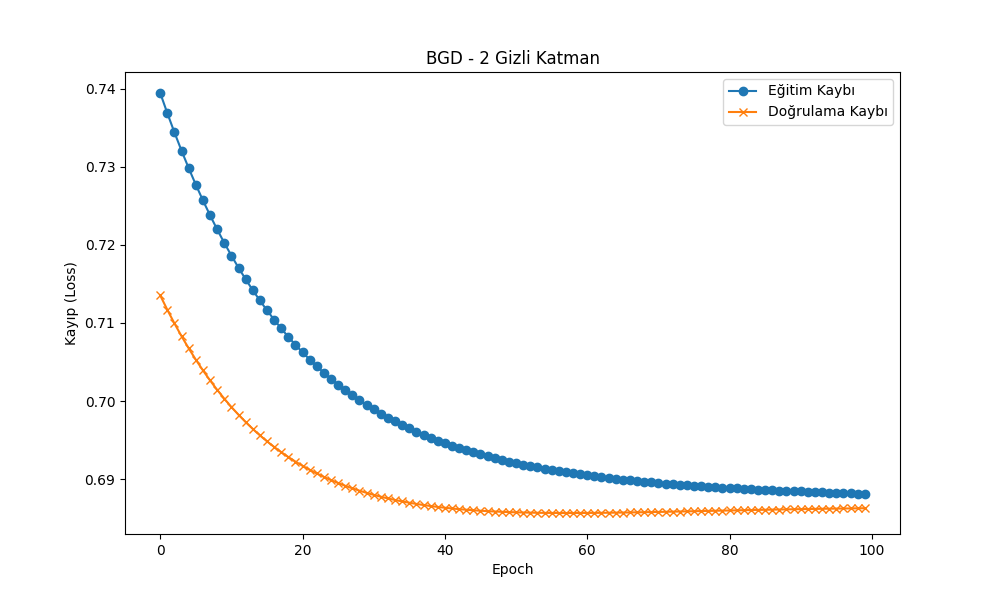 BGD - 2 Gizli Katman
Eğitim Kaybı
Doğrulama Kaybı
Kayıp (Loss)
0.74
0.73
0.72
0.71
0.70
0.69
0 20 40 60 80 100
Epoch